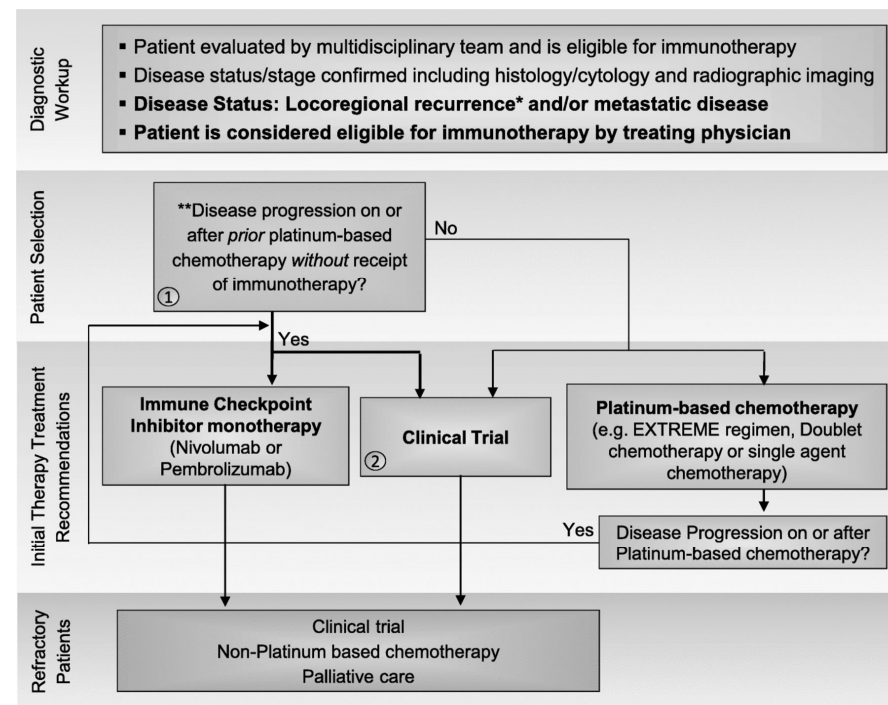 Diagnostic
Workup
▪ Patient evaluated by multidisciplinary team and is eligible for immunotherapy
▪ Disease status/stage confirmed including histology/cytology and radiographic imaging
▪ Disease Status: Locoregional recurrence* and/or metastatic disease
▪ Patient is considered eligible for immunotherapy by treating physician
Patient Selection
**Disease progression on or
after prior platinum-based
chemotherapy without receipt
of immunotherapy?
①
No
Yes
Initial Therapy Treatment
Recommendations
Immune Checkpoint
Inhibitor monotherapy
(Nivolumab or
Pembrolizumab)
Clinical Trial
②
Platinum-based chemotherapy
(e.g. EXTREME regimen, Doublet
chemotherapy or single agent
chemotherapy)
Yes
Disease Progression on or after
Platinum-based chemotherapy?
Refractory
Patients
Clinical trial
Non-Platinum based chemotherapy
Palliative care